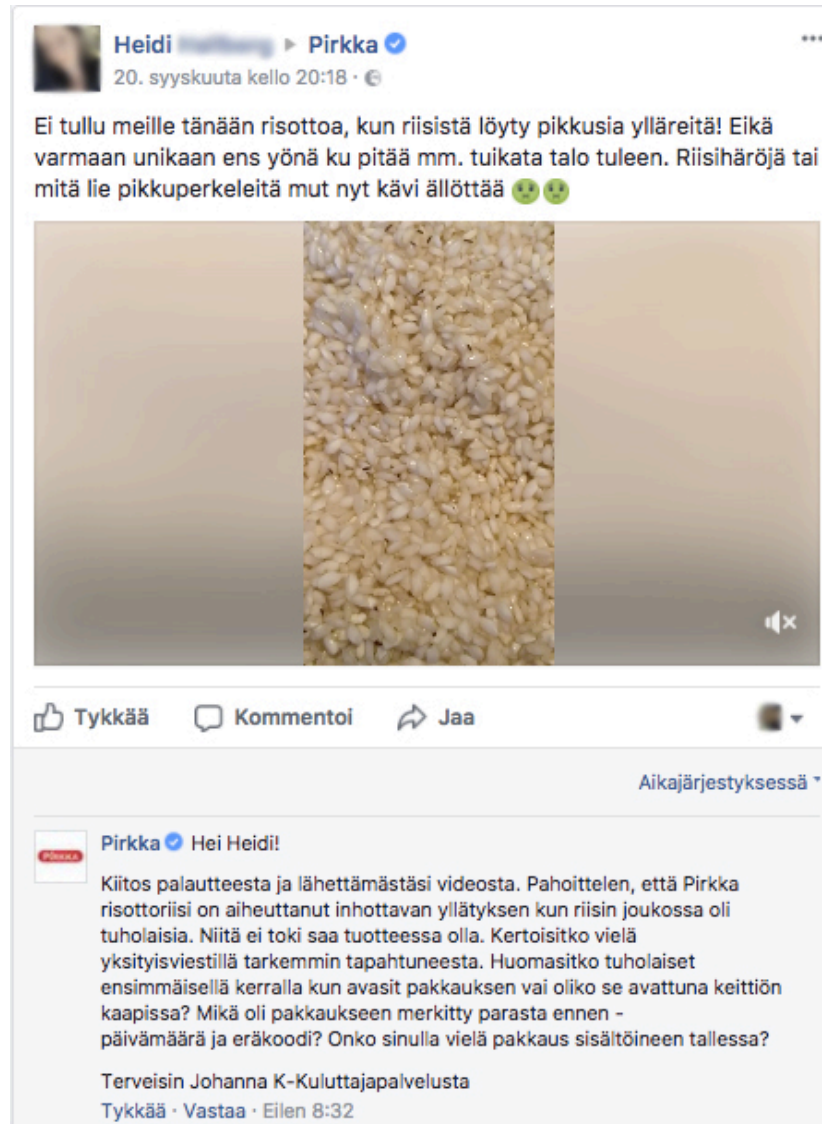 Heidi ▸ Pirkka
20. syyskuuta kello 20:18 ·
Ei tullu meille tänään risottoa, kun riisistä löyty pikkusia ylläreitä! Eikä
varmaan unikaan ens yönä ku pitää mm. tuikata talo tuleen. Riisihäröjä tai
mitä lie pikkuperkeleitä mut nyt kävi ällöttää 🤢🤢
Tykkää Kommentoi Jaa
Aikajärjestyksessä
PIRKKA
Pirkka Hei Heidi!
Kiitos palautteesta ja lähettämästäsi videosta. Pahoittelen, että Pirkka
risottoriisi on aiheuttanut inhottavan yllätyksen kun riisin joukossa oli
tuholaisia. Niitä ei toki saa tuotteessa olla. Kertoisitko vielä
yksityisviestillä tarkemmin tapahtuneesta. Huomasitko tuholaiset
ensimmäisellä kerralla kun avasit pakkauksen vai oliko se avattuna keittiön
kaapissa? Mikä oli pakkaukseen merkitty parasta ennen -
päivämäärä ja eräkoodi? Onko sinulla vielä pakkaus sisältöineen tallessa?
Terveisin Johanna K-Kuluttajapalvelusta
Tykkää · Vastaa · Eilen 8:32